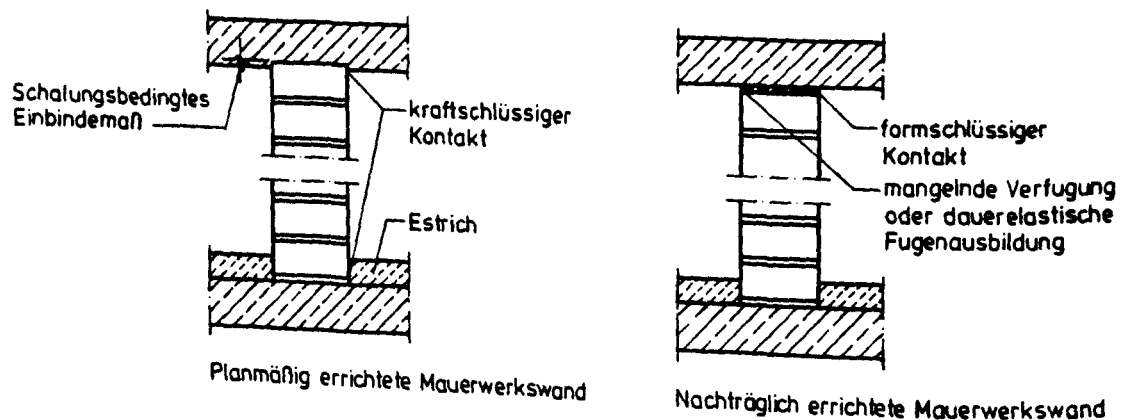 Schalungsbedingtes
Einbindemaß
kraftschlüssiger
Kontakt
Estrich
Planmäßig errichtete Mauerwerkswand
formschlüssiger
Kontakt
mangelnde Verfugung
oder dauerelastische
Fugenausbildung
Nachträglich errichtete Mauerwerkswand